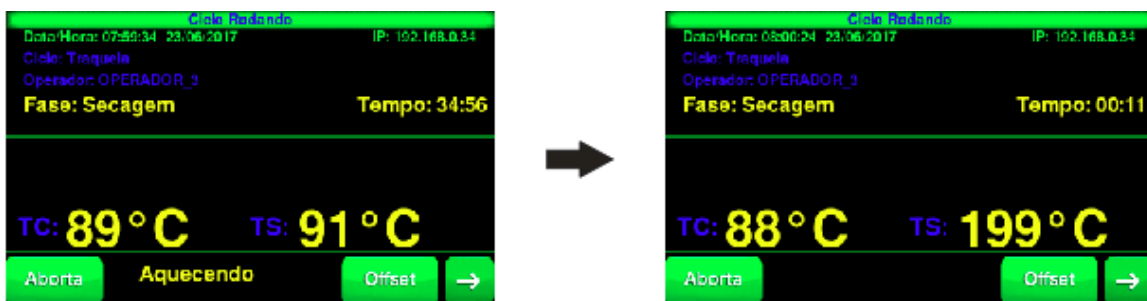 Ciclo Rodando
Data/Hora: 07:59:34 23/06/2017 IP: 192.168.0.34
Ciclo: Traqueia
Operador: OPERADOR_3
Fase: Secagem Tempo: 34:56
TC: 89°C TS: 91°C
Aborta Aquecendo Offset →
Ciclo Rodando
Data/Hora: 08:00:24 23/06/2017 IP: 192.168.0.34
Ciclo: Traqueia
Operador: OPERADOR_3
Fase: Secagem Tempo: 00:11
TC: 88°C TS: 199°C
Aborta Offset →